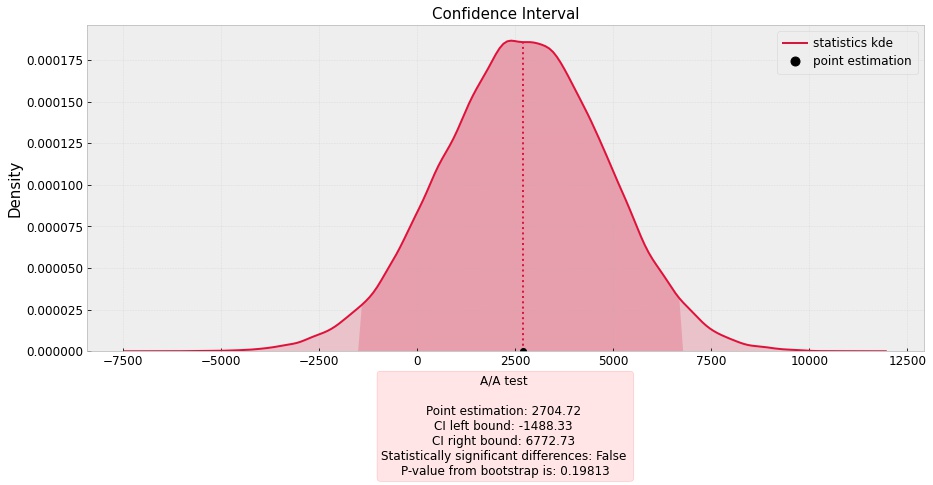 Confidence Interval
statistics kde
point estimation
Density
0.000175
0.000150
0.000125
0.000100
0.000075
0.000050
0.000025
0.000000
−7500 −5000 −2500 0 2500 5000 7500 10000 12500
A/A test
Point estimation: 2704.72
CI left bound: -1488.33
CI right bound: 6772.73
Statistically significant differences: False
P-value from bootstrap is: 0.19813